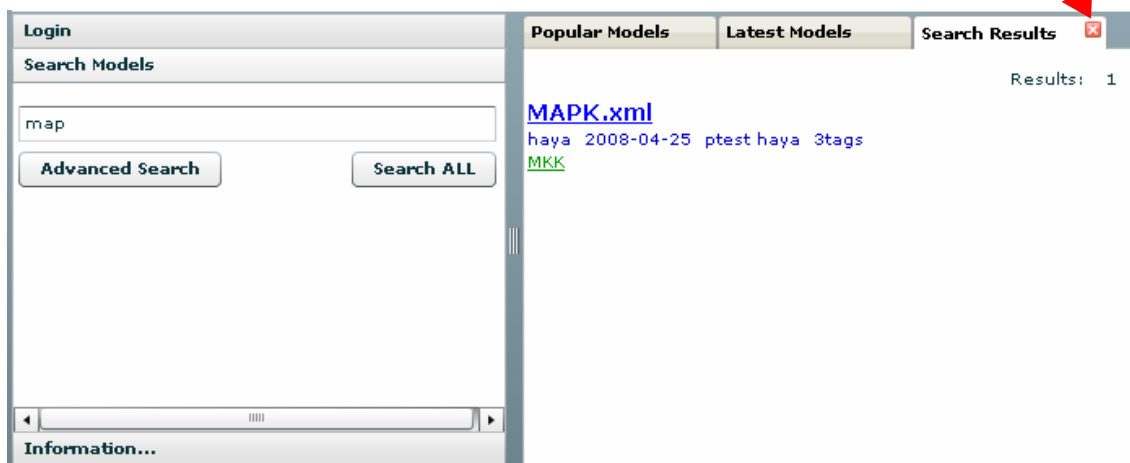 Login
Search Models
map
Advanced Search
Search ALL
Information...
Popular Models
Latest Models
Search Results
Results: 1
MAPK.xml
haya 2008-04-25 ptest haya 3tags
MKK